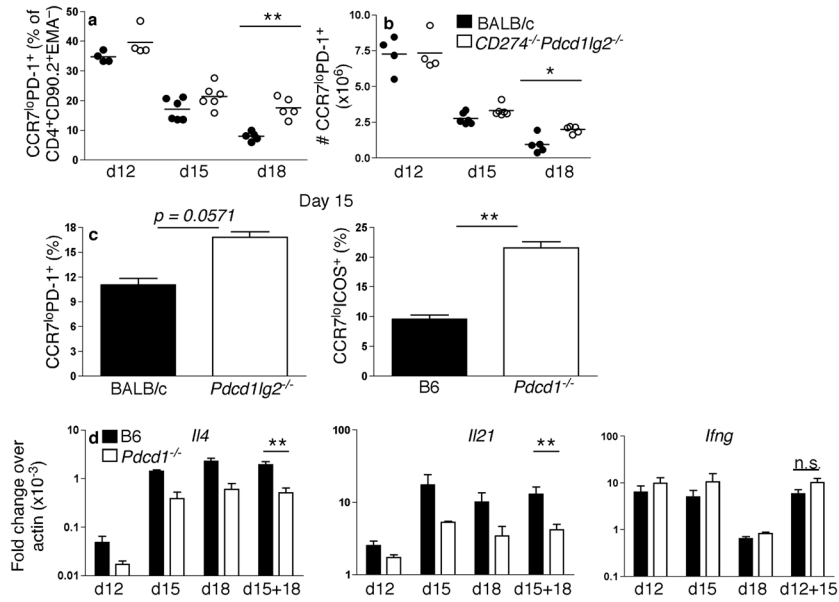 a
**
CCR7loPD-1+ (% of
CD4+CD90.2+EMA-)
50
40
30
20
10
0
d12 d15 d18
b
BALB/c
CD274-/-Pdcd1lg2-/-
*
# CCR7loPD-1+
(x106)
10.0
7.5
5.0
2.5
0.0
d12 d15 d18
Day 15
c
p = 0.0571
CCR7loPD-1+ (%)
18
15
12
9
6
3
0
BALB/c Pdcd1lg2-/-
**
CCR7loICOS+ (%)
25
20
15
10
5
0
B6 Pdcd1-/-
d
B6
Pdcd1-/-
Il4
**
Fold change over
actin (x10-3)
10
1
0.1
0.01
d12 d15 d18 d15+18
Il21
**
100
10
1
d12 d15 d18 d15+18
Ifng
n.s.
100
10
1
0.1
d12 d15 d18 d12+15